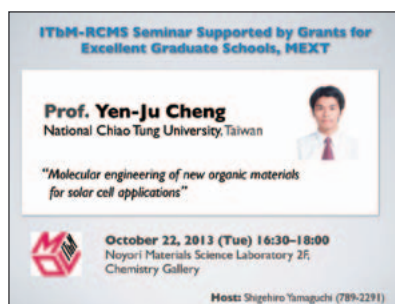 ITbM-RCMS Seminar Supported by Grants for
Excellent Graduate Schools, MEXT
Prof. Yen-Ju Cheng
National Chiao Tung University, Taiwan
"Molecular engineering of new organic materials
for solar cell applications"
October 22, 2013 (Tue) 16:30–18:00
Noyori Materials Science Laboratory 2F,
Chemistry Gallery
ITbM
Host: Shigehiro Yamaguchi (789-2291)